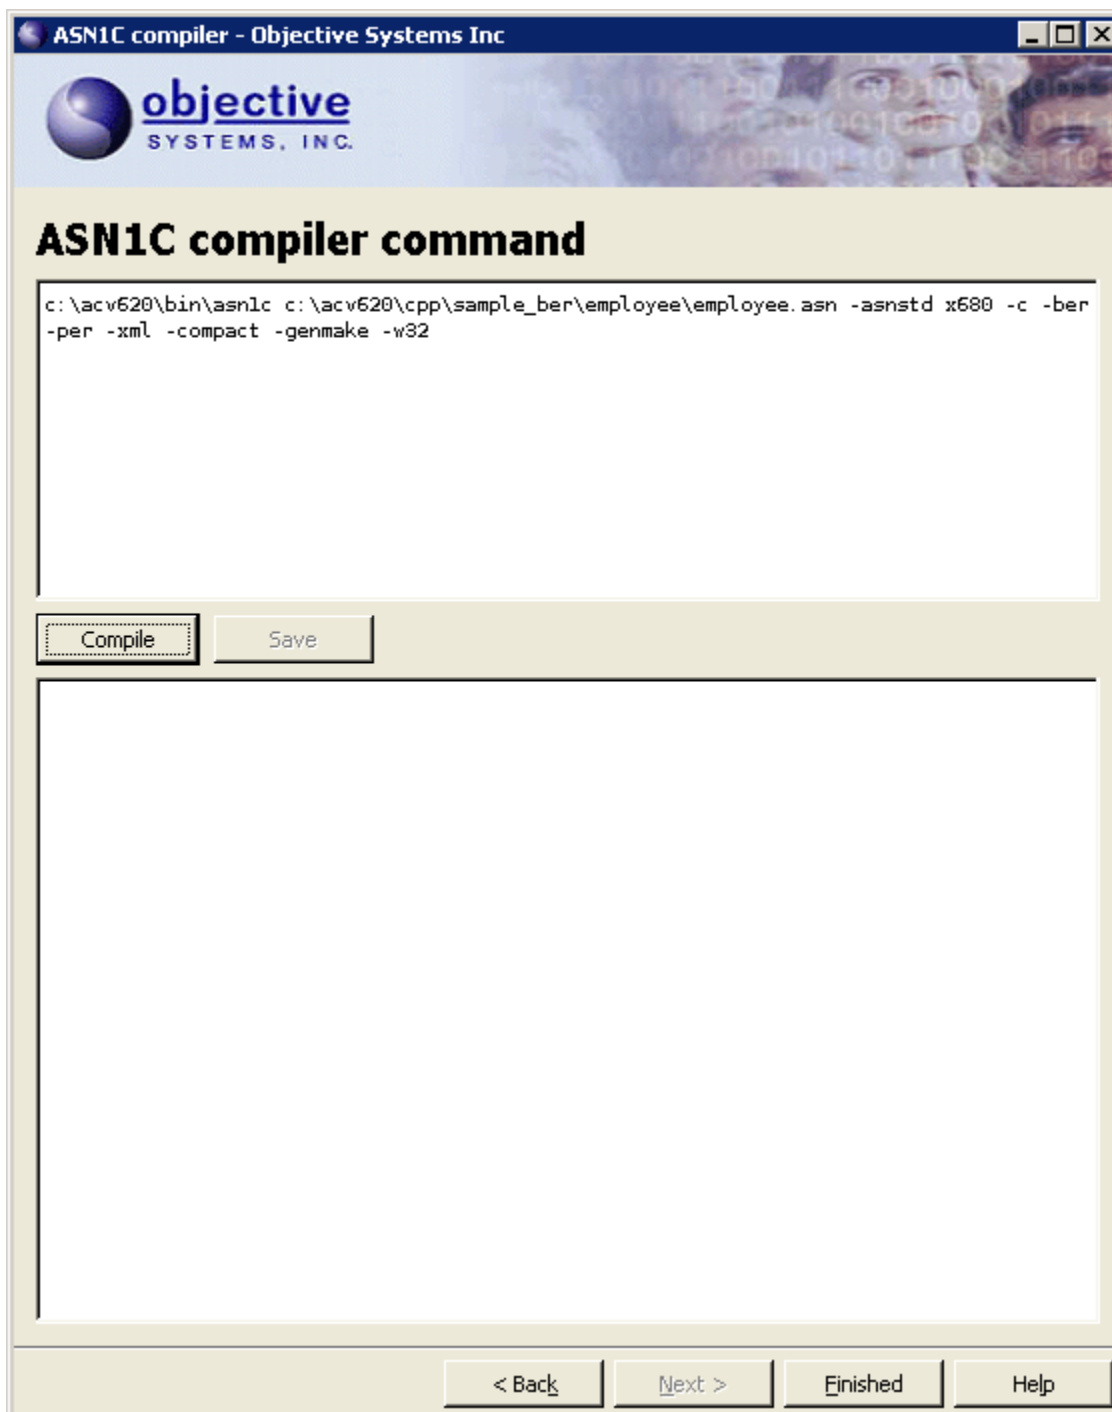 ASN1C compiler - Objective Systems Inc
objective
SYSTEMS, INC.
ASN1C compiler command
c:\acv620\bin\asn1c c:\acv620\cpp\sample_ber\employee\employee.asn -asnstd x680 -c -ber
-per -xml -compact -genmake -w32
Compile Save
< Back Next > Finished Help